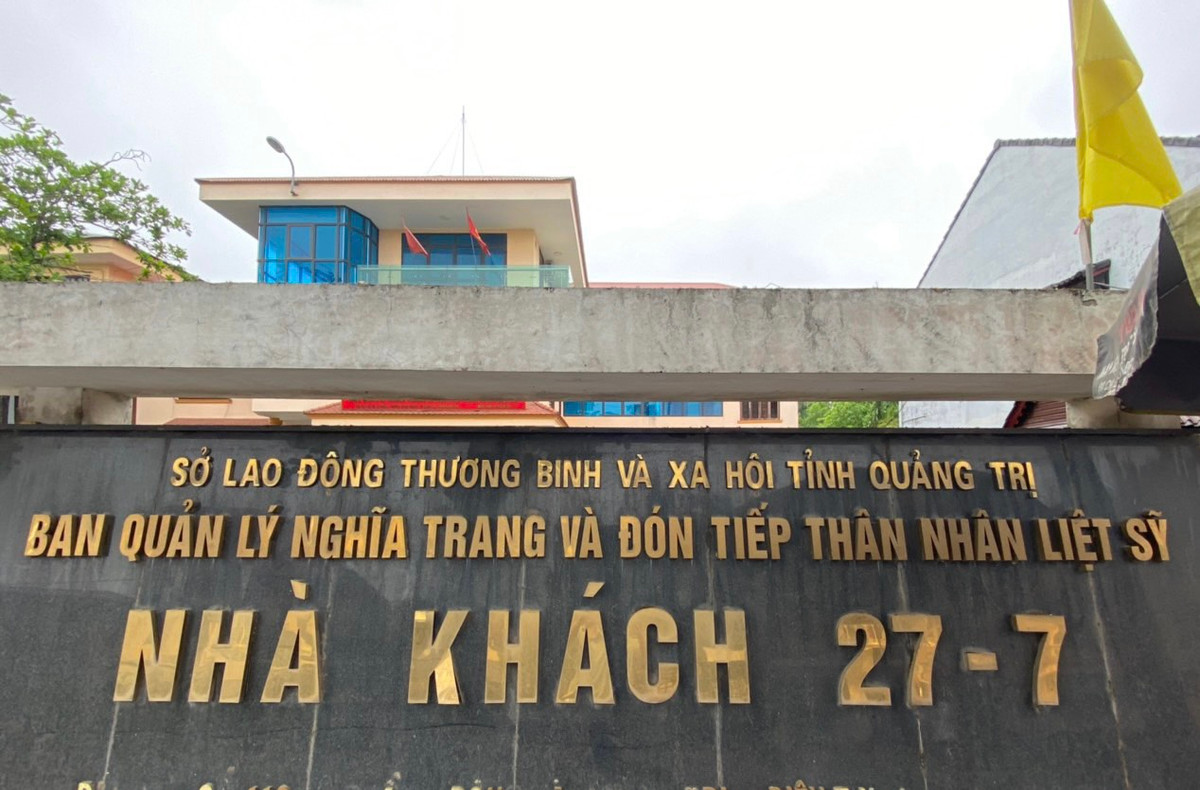 SỞ LAO ĐỘNG THƯƠNG BINH VÀ XA HỘI TỈNH QUẢNG TRỊ
BAN QUẢN LÝ NGHĨA TRANG VÀ ĐÓN TIẾP THÂN NHÂN LIỆT SỸ
NHÀ KHÁCH 27-7